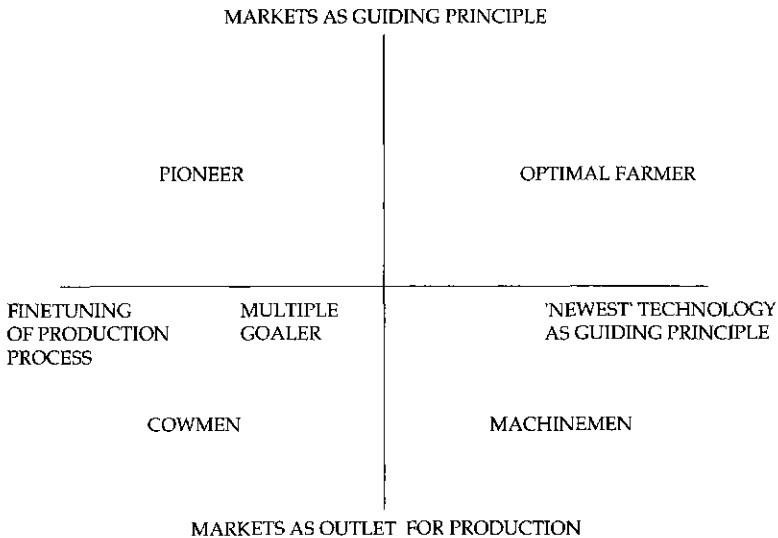 MARKETS AS GUIDING PRINCIPLE
PIONEER
OPTIMAL FARMER
FINETUNING
OF PRODUCTION
PROCESS
MULTIPLE
GOALER
'NEWEST' TECHNOLOGY
AS GUIDING PRINCIPLE
COWMEN
MACHINEMEN
MARKETS AS OUTLET FOR PRODUCTION